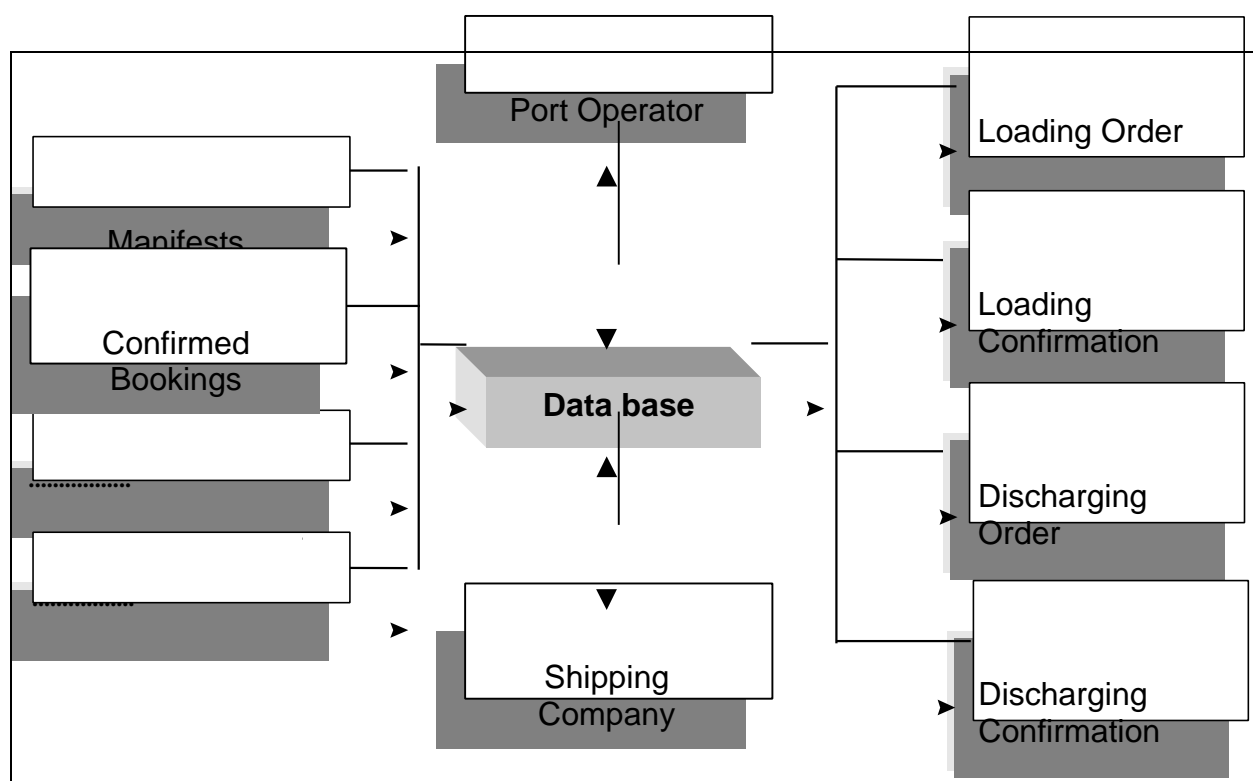 Port Operator
Loading Order
Manifests
Confirmed
Bookings
Loading
Confirmation
Data base
.................
Discharging
Order
.................
Shipping
Company
Discharging
Confirmation